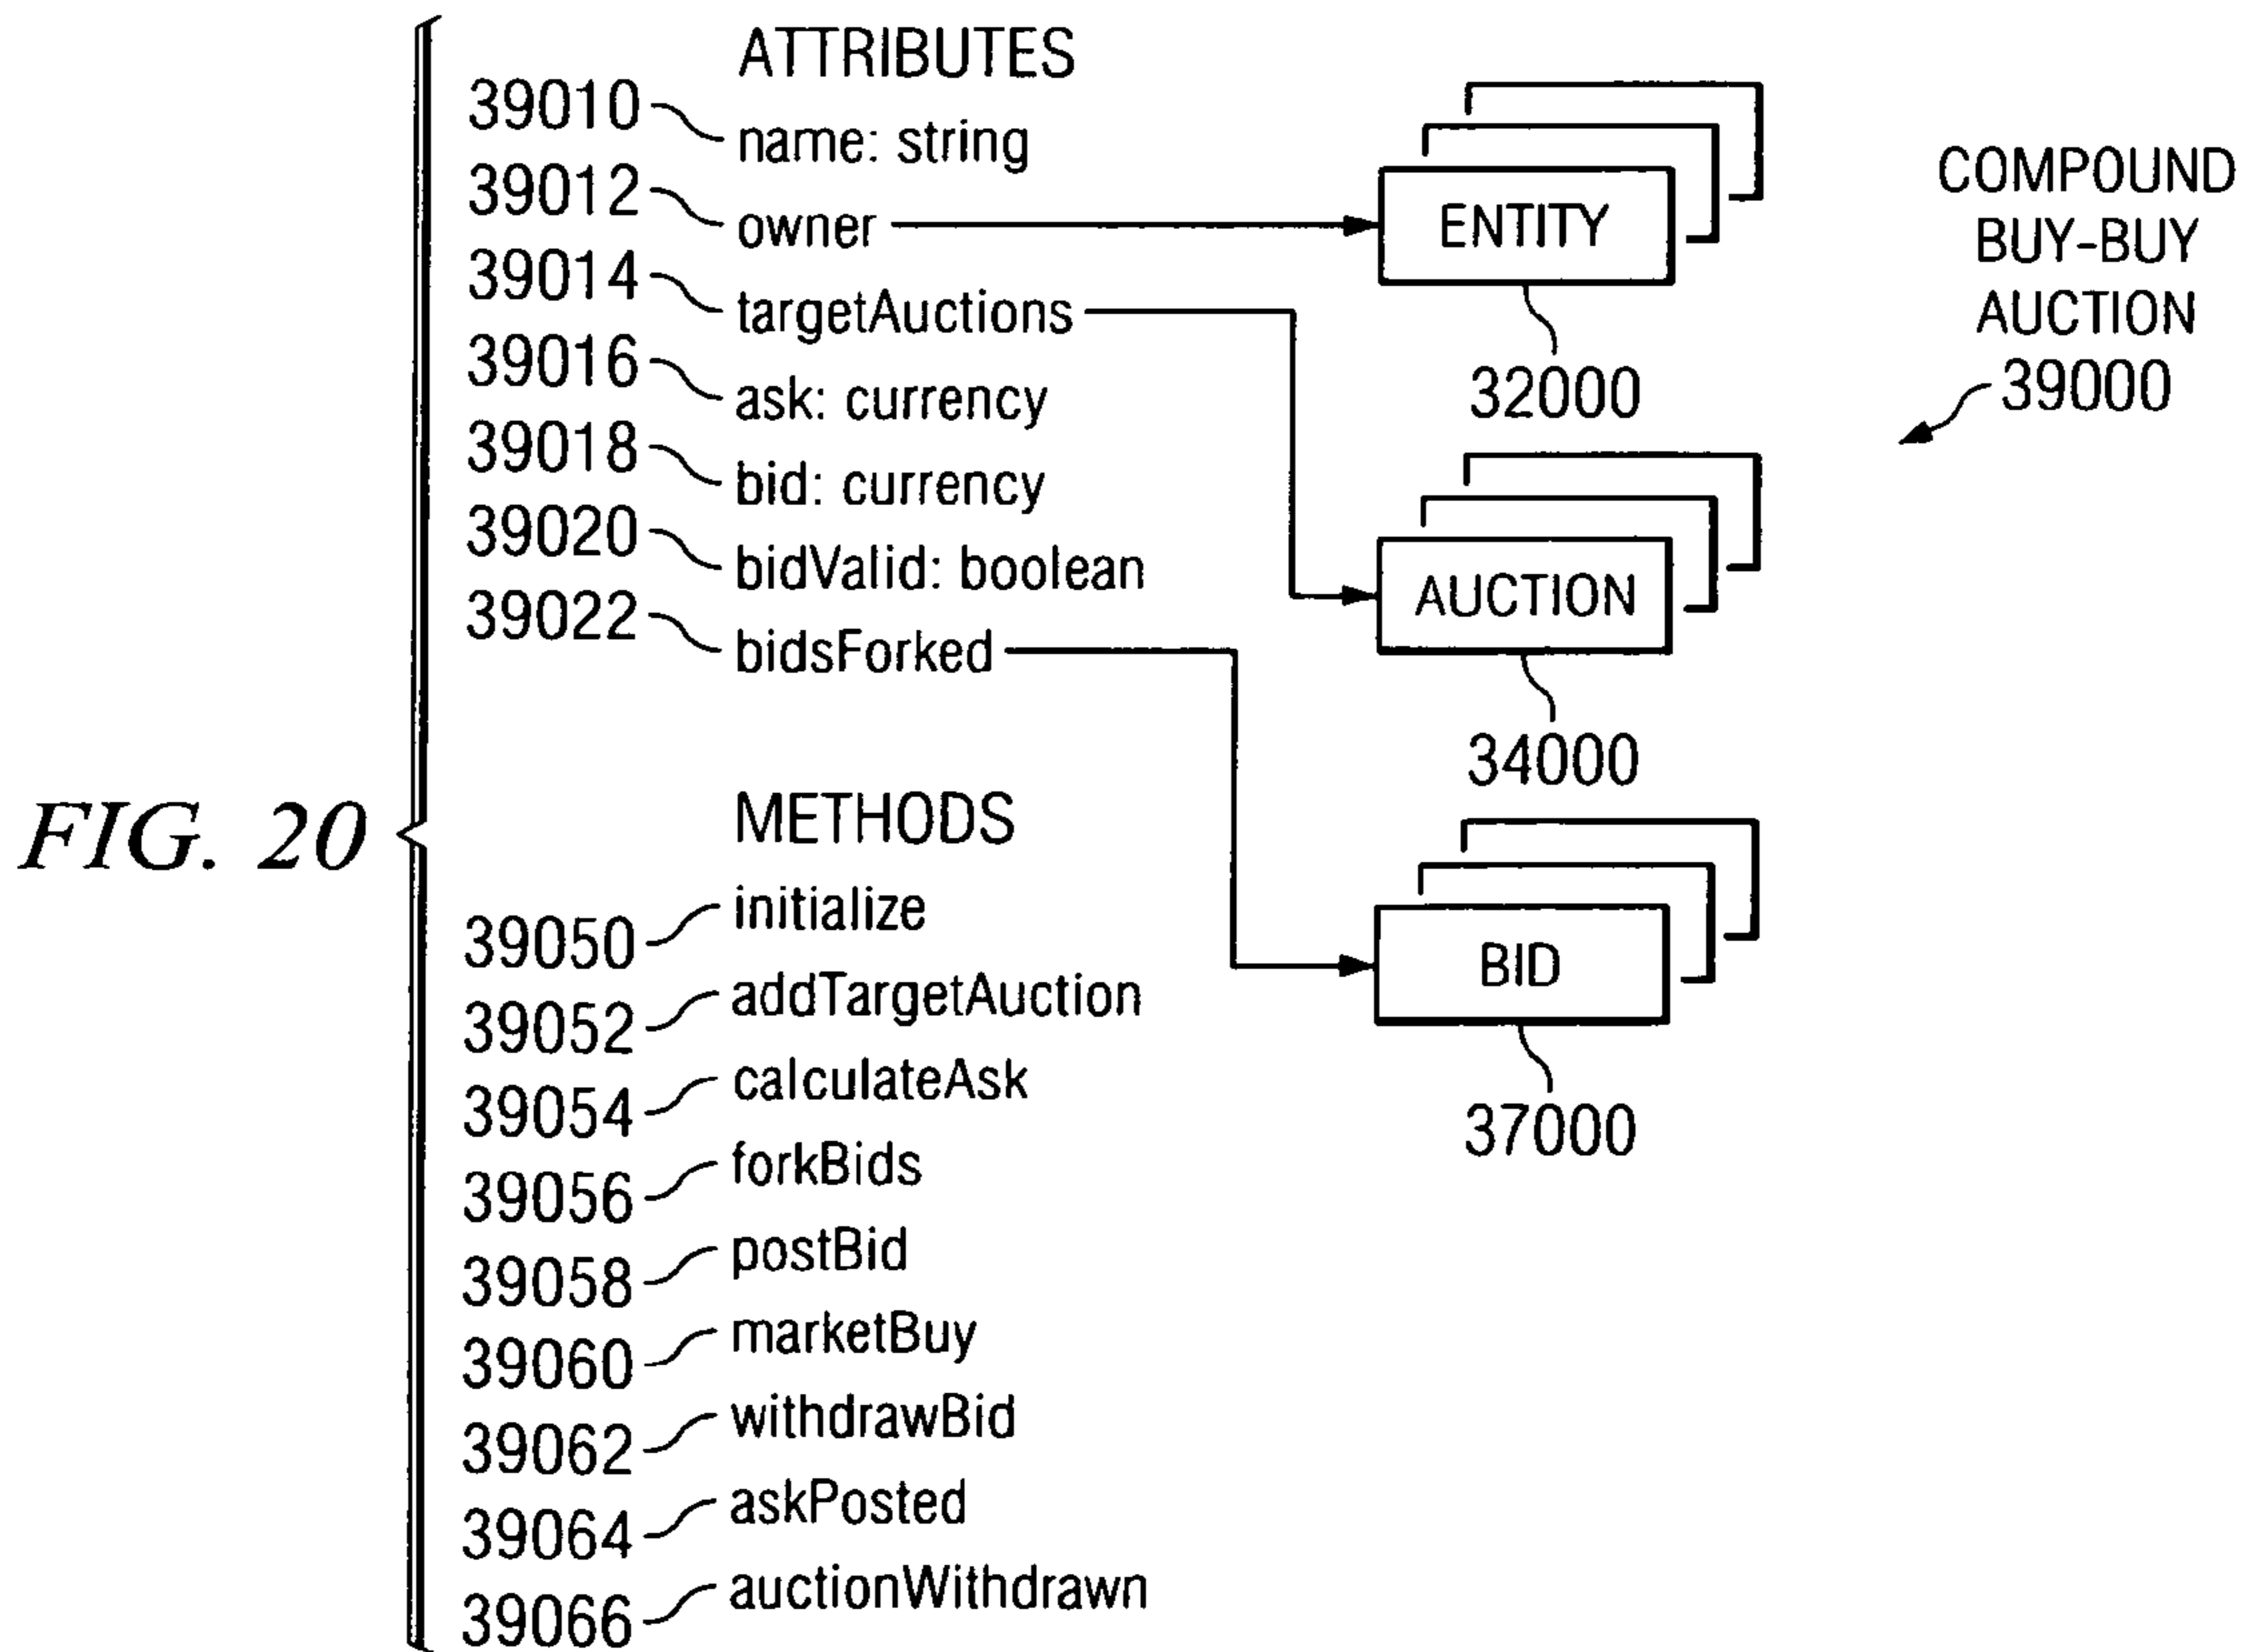 FIG. 20
ATTRIBUTES
39010 name: string
39012 owner
39014 targetAuctions
39016 ask: currency
39018 bid: currency
39020 bidValid: boolean
39022 bidsForked
METHODS
39050 initialize
39052 addTargetAuction
39054 calculateAsk
39056 forkBids
39058 postBid
39060 marketBuy
39062 withdrawBid
39064 askPosted
39066 auctionWithdrawn
ENTITY
32000
AUCTION
34000
BID
37000
COMPOUND
BUY-BUY
AUCTION
39000